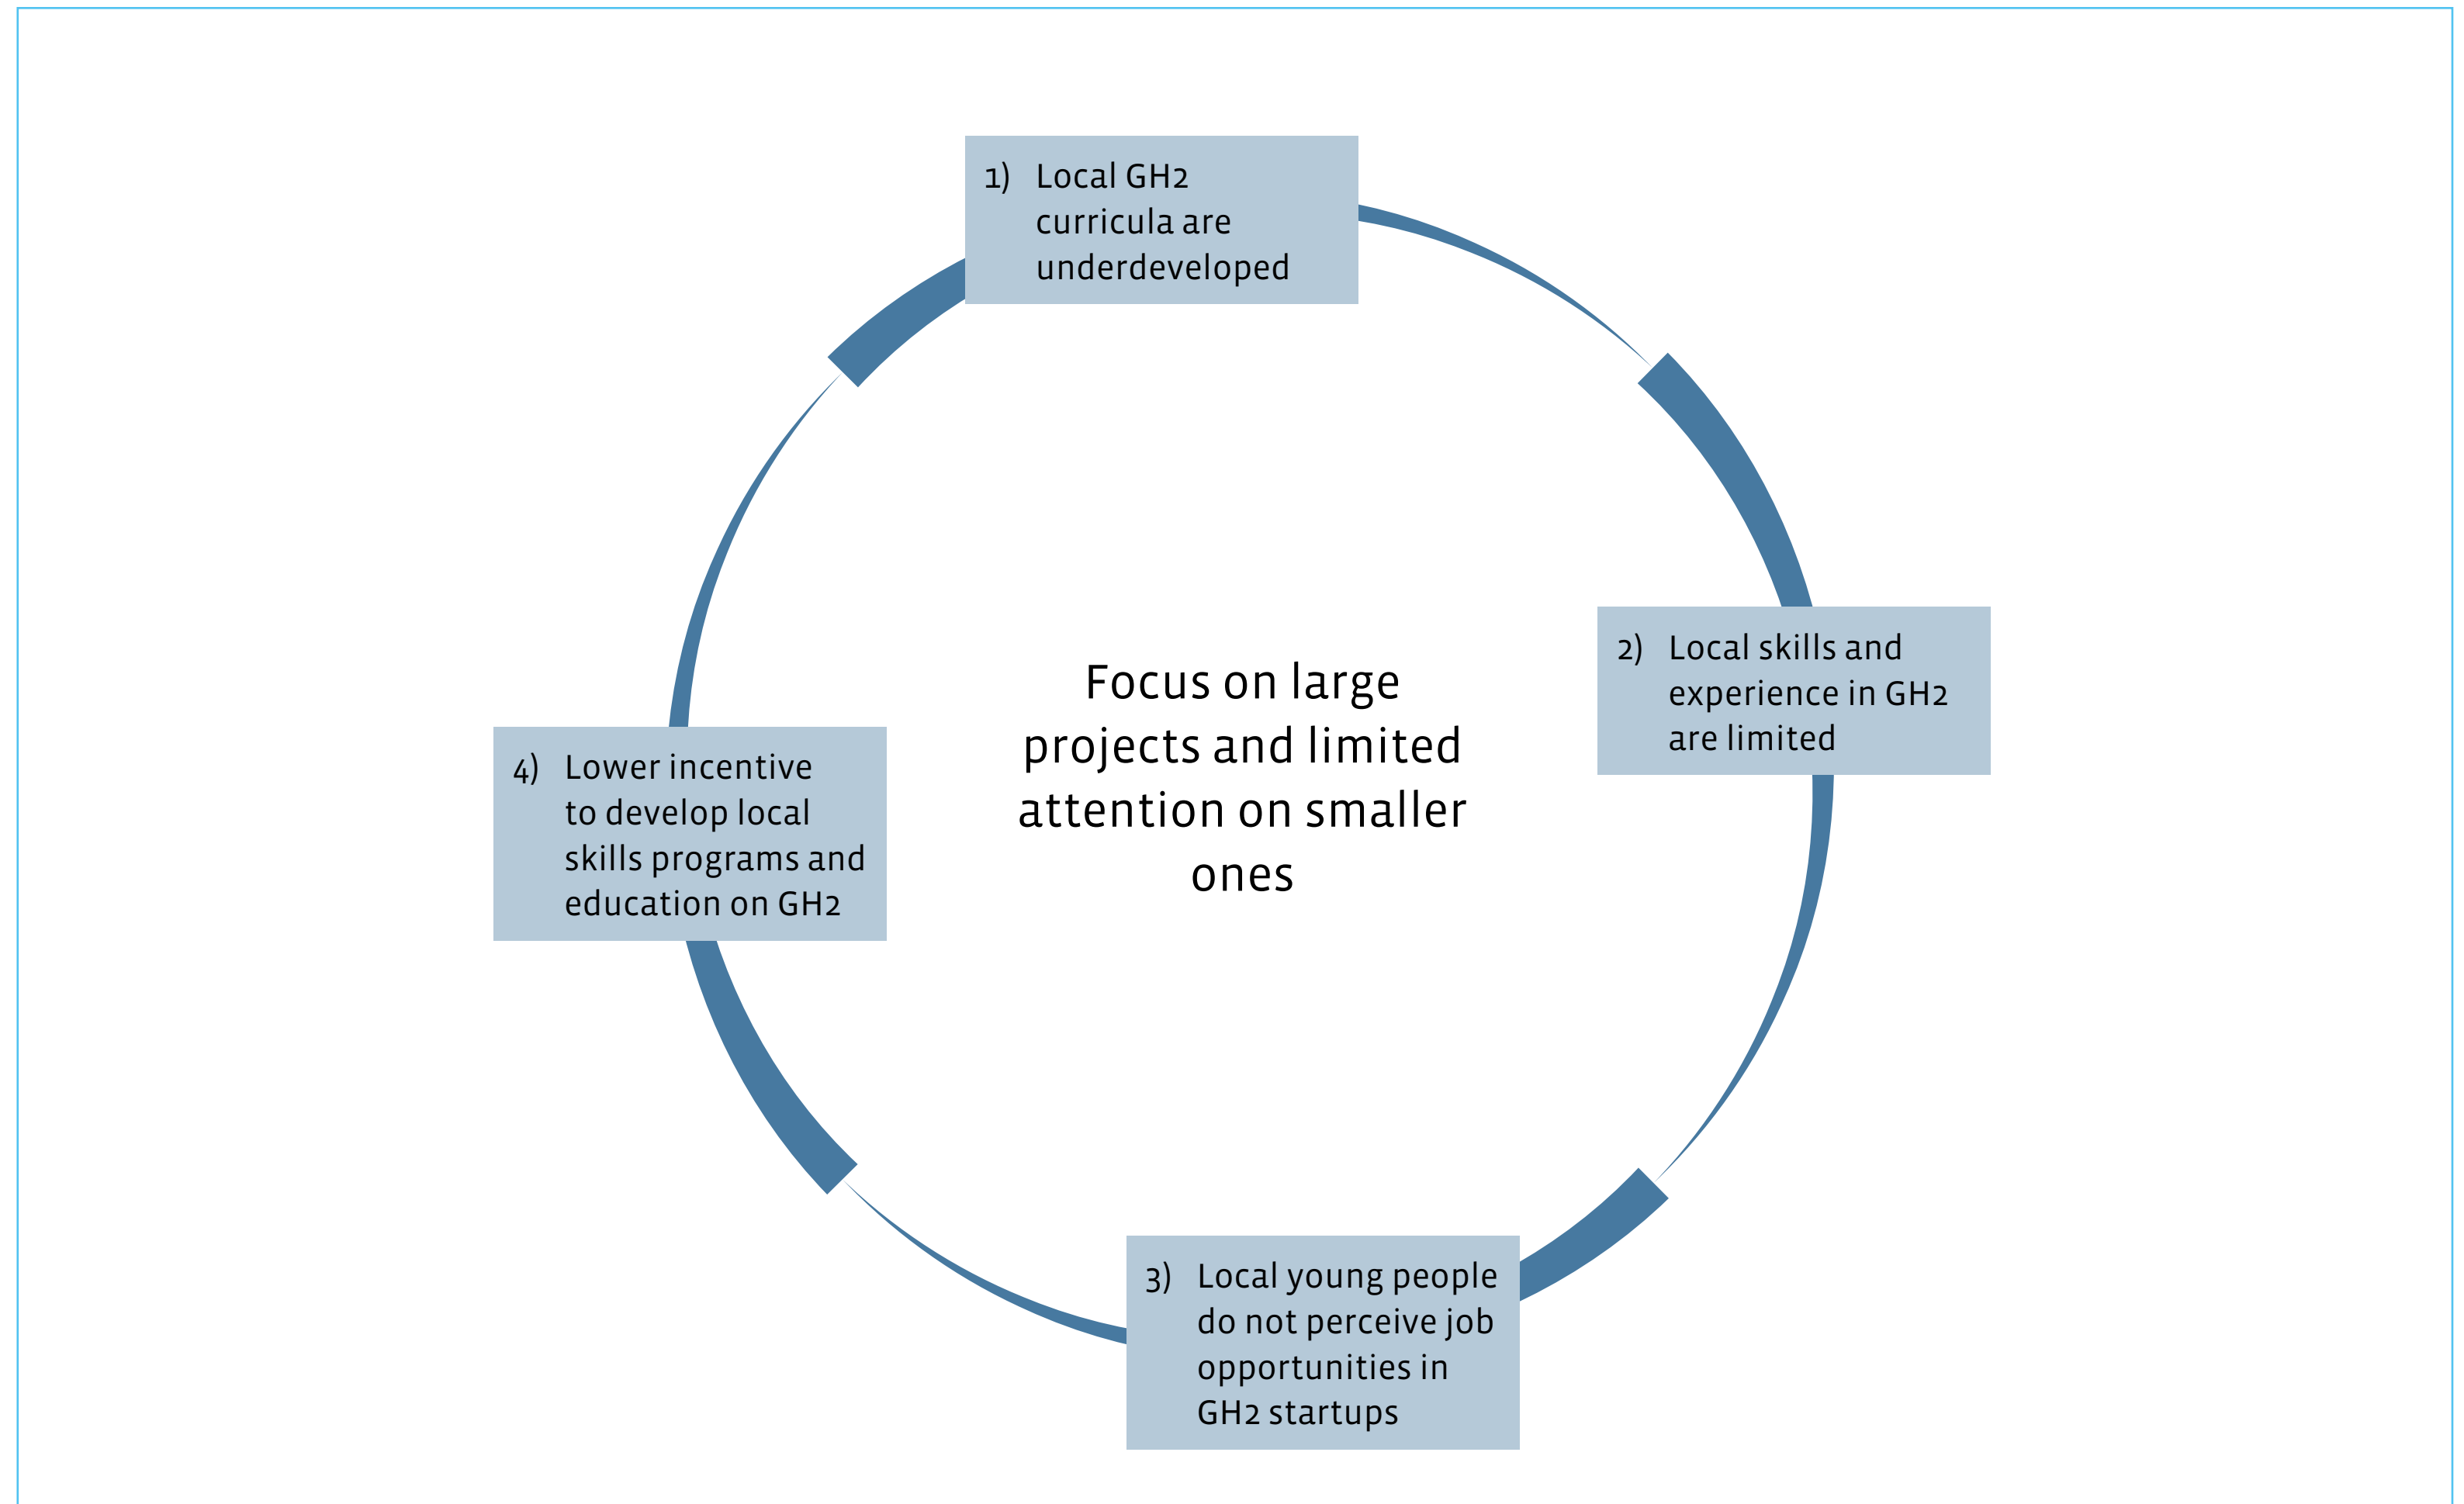 1) Local GH2
curricula are
underdeveloped
2) Local skills and
experience in GH2
are limited
Focus on large
projects and limited
attention on smaller
ones
4) Lower incentive
to develop local
skills programs and
education on GH2
3) Local young people
do not perceive job
opportunities in
GH2 startups